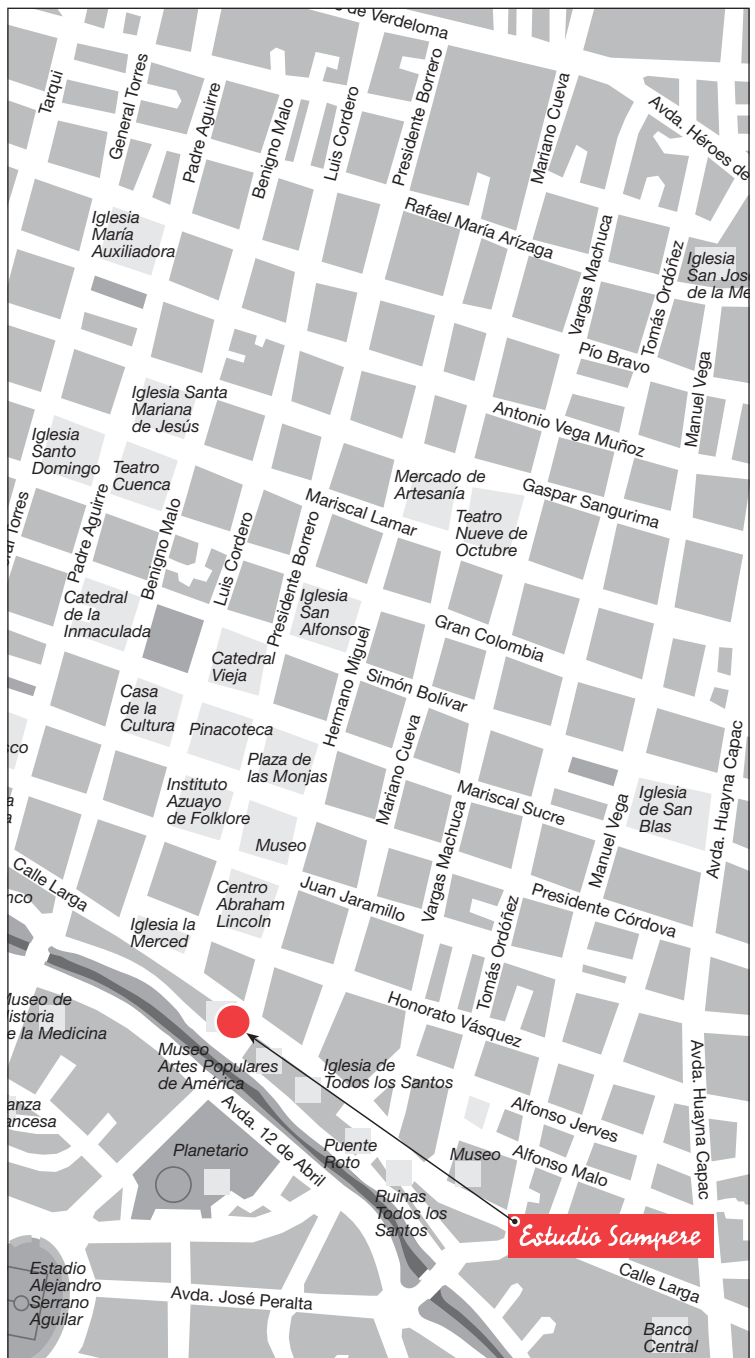 de Verdeloma
Tarqui
General Torres
Padre Aguirre
Benigno Malo
Luis Cordero
Presidente Borrero
Mariano Cueva
Avda. Héroes de
Rafael María Arízaga
Vargas Machuca
Tomás Ordóñez
Iglesia
María
Auxiliadora
Iglesia
San José
de la Me
Pío Bravo
Manuel Vega
Antonio Vega Muñoz
Iglesia Santa
Mariana
de Jesús
Iglesia
Santo
Domingo
Teatro
Cuenca
Mercado de
Artesanía
Gaspar Sangurima
Teatro
Nueve de
Octubre
Mariscal Lamar
ral Torres
Padre Aguirre
Benigno Malo
Luis Cordero
Presidente Borrero
Catedral
de la
Inmaculada
Iglesia
San
Alfonso
Gran Colombia
Catedral
Vieja
Hermano Miguel
Simón Bolívar
Casa
de la
Cultura
Pinacoteca
Mariano Cueva
Avda. Huayna Capac
sco
Plaza de
las Monjas
Instituto
Azuayo
de Folklore
Mariscal Sucre
Iglesia
de San
Blas
a
a
Museo
Vargas Machuca
Manuel Vega
Calle Larga
Centro
Abraham
Lincoln
Juan Jaramillo
Presidente Córdova
nco
Iglesia la
Merced
Tomás Ordóñez
Honorato Vásquez
Museo de
Historia
de la Medicina
Museo
Artes Populares
de América
Iglesia de
Todos los Santos
Avda. Huayna Capac
anza
ancesa
Avda. 12 de Abril
Alfonso Jerves
Planetario
Puente
Roto
Museo
Alfonso Malo
Ruinas
Todos los
Santos
Estudio Sampere
Estadio
Alejandro
Serrano
Aguilar
Avda. José Peralta
Calle Larga
Banco
Central